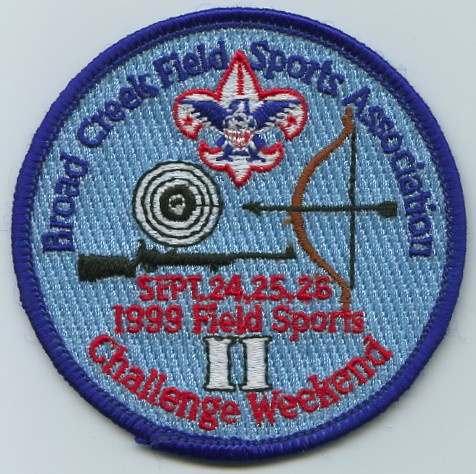 Broad Creek Field Sports Association
SEPT. 24, 25, 26
1999 Field Sports
II
Challenge Weekend